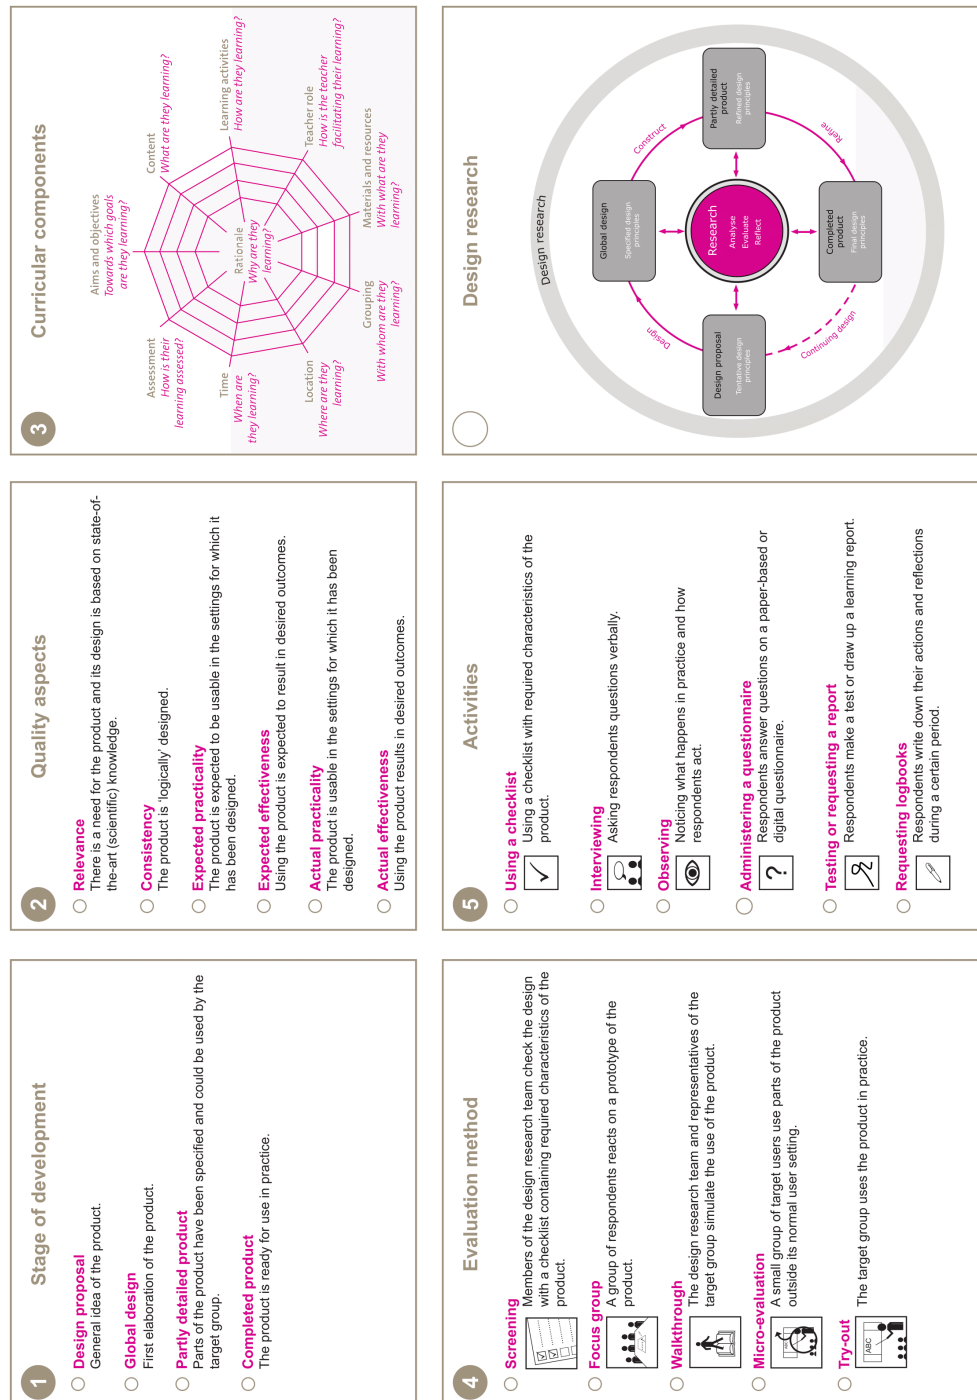 1
Stage of development
Design proposal
General idea of the product.
Global design
First elaboration of the product.
Partly detailed product
Parts of the product have been specified and could be used by the
target group.
Completed product
The product is ready for use in practice.
2
Quality aspects
Relevance
There is a need for the product and its design is based on state-of-
the-art (scientific) knowledge.
Consistency
The product is ‘logically’ designed.
Expected practicality
The product is expected to be usable in the settings for which it
has been designed.
Expected effectiveness
Using the product is expected to result in desired outcomes.
Actual practicality
The product is usable in the settings for which it has been
designed.
Actual effectiveness
Using the product results in desired outcomes.
3
Curricular components
Aims and objectives
Towards which goals
are they learning?
Content
What are they learning?
Learning activities
How are they learning?
Teacher role
How is the teacher
facilitating their learning?
Materials and resources
With what are they
learning?
Grouping
With whom are they
learning?
Location
Where are they
learning?
Time
When are
they learning?
Assessment
How is their
learning assessed?
Rationale
Why are they
learning?
4
Evaluation method
Screening
Members of the design research team check the design
with a checklist containing required characteristics of the
product.
Focus group
A group of respondents reacts on a prototype of the
product.
Walkthrough
The design research team and representatives of the
target group simulate the use of the product.
Micro-evaluation
A small group of target users use parts of the product
outside its normal user setting.
Try-out
The target group uses the product in practice.
ABC
5
Activities
Using a checklist
Using a checklist with required characteristics of the
product.
Interviewing
Asking respondents questions verbally.
Observing
Noticing what happens in practice and how
respondents act.
Administering a questionnaire
Respondents answer questions on a paper-based or
digital questionnaire.
?
Testing or requesting a report
Respondents make a test or draw up a learning report.
Requesting logbooks
Respondents write down their actions and reflections
during a certain period.
Design research
Design research
Global design
Specified design
principles
Construct
Partly detailed
product
Refined design
principles
Refine
Completed
product
Final design
principles
Continuing design
Design proposal
Tentative design
principles
Design
Research
Analyse
Evaluate
Reflect